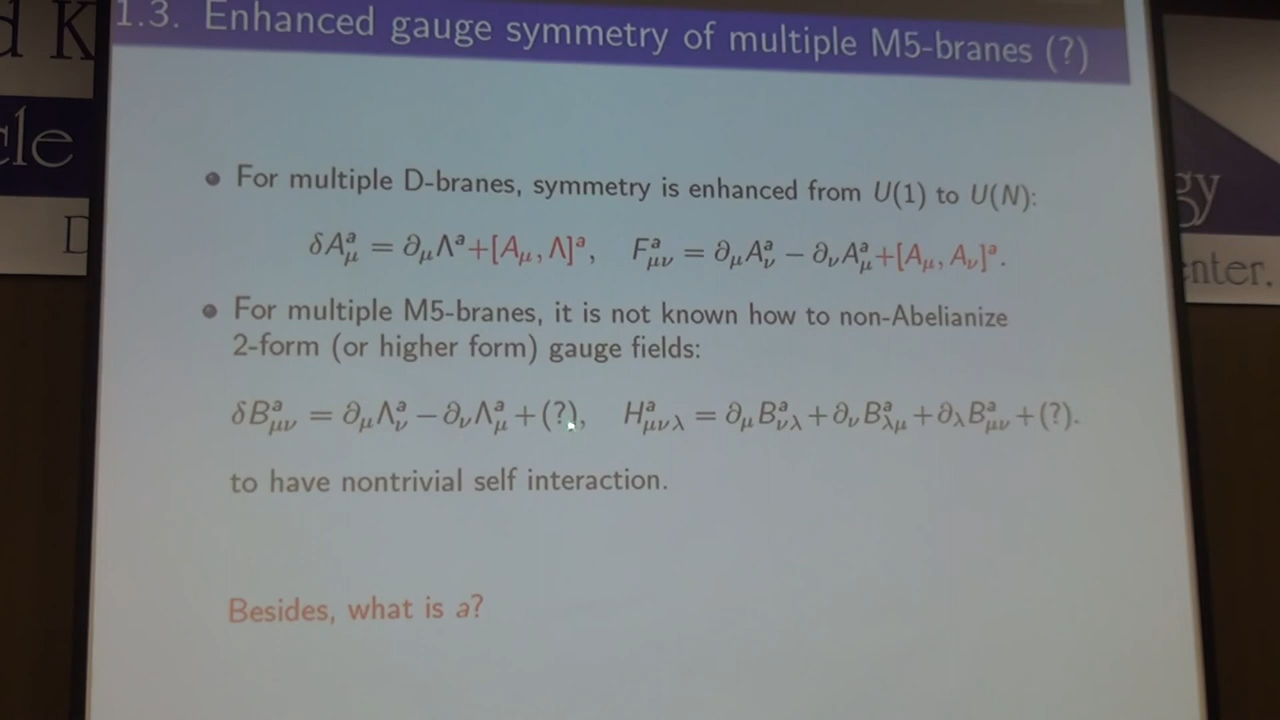 d K
cle
D
1.3. Enhanced gauge symmetry of multiple M5-branes (?)
• For multiple D-branes, symmetry is enhanced from U(1) to U(N):
δA^a_μ = ∂_μΛ^a+[A_μ, Λ]^a, F^a_μν = ∂_μA^a_ν − ∂_νA^a_μ+[A_μ, A_ν]^a.
• For multiple M5-branes, it is not known how to non-Abelianize
2-form (or higher form) gauge fields:
δB^a_μν = ∂_μΛ^a_ν − ∂_νΛ^a_μ + (?), H^a_μνλ = ∂_μB^a_νλ + ∂_νB^a_λμ + ∂_λB^a_μν + (?).
to have nontrivial self interaction.
Besides, what is a?
gy
enter,